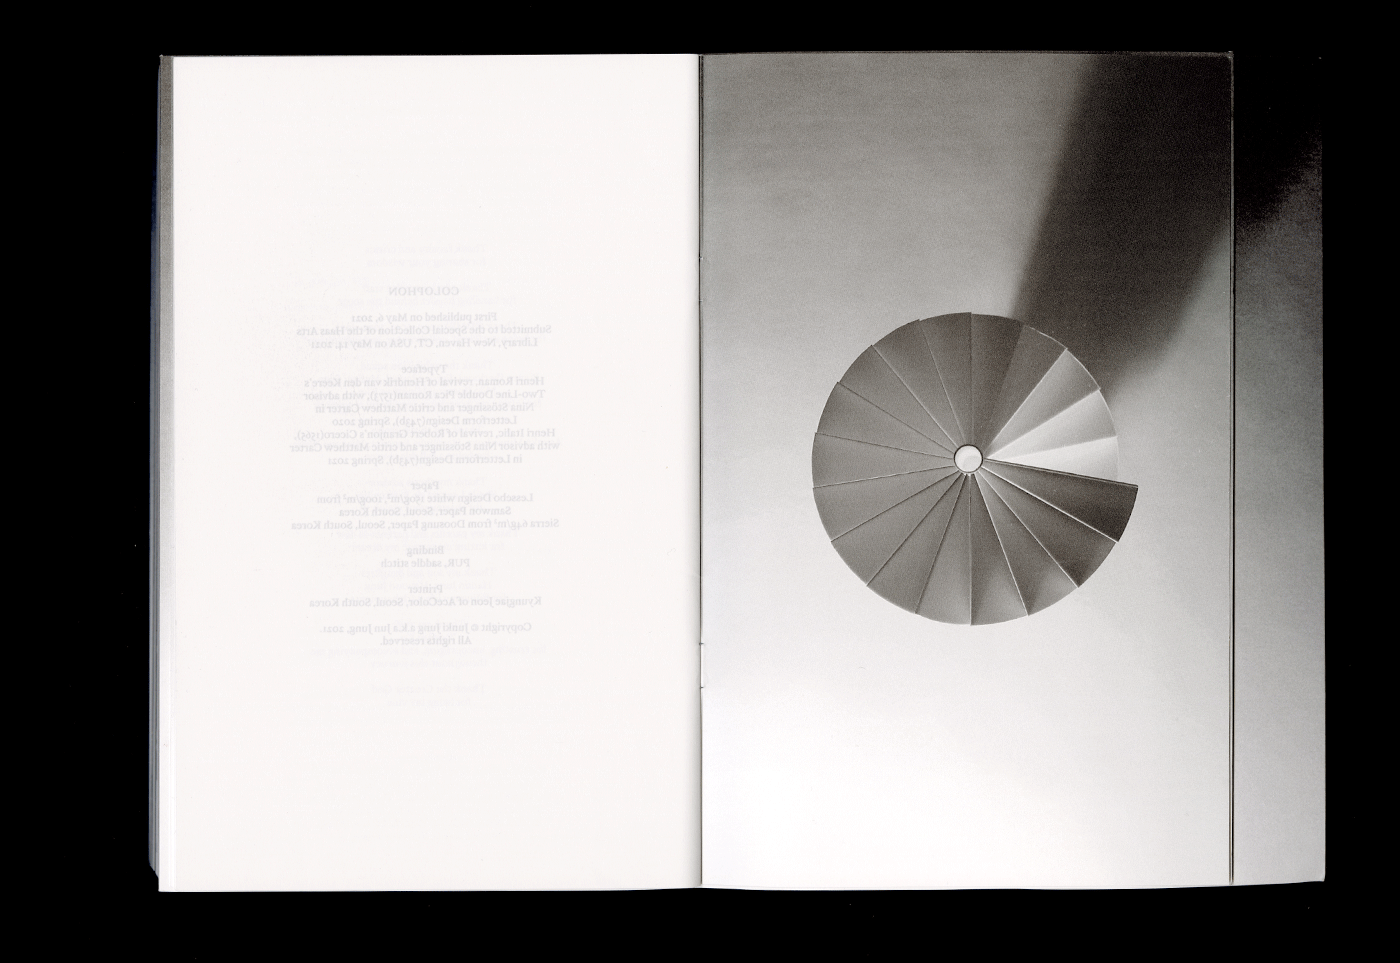 COLOPHON
First published on May 6, 2021
Submitted to the Special Collection of the Haas Arts
Library, New Haven, CT, USA on May 14, 2021
Typeface
Henri Roman, revival of Hendrik van den Keere's
Two-Line Double Pica Roman(1573), with advisor
Nina Stössinger and critic Matthew Carter in
Letterform Design(743b), Spring 2020
Henri Italic, revival of Robert Granjon's Cicero(1565),
with advisor Nina Stössinger and critic Matthew Carter
in Letterform Design(743b), Spring 2021
Paper
Lessebo Design white 150g/m², 100g/m² from
Samwon Paper, Seoul, South Korea
Sierra 64g/m² from Doosung Paper, Seoul, South Korea
Binding
PUR, saddle stitch
Printer
Kyungjae Jeon of AceColor, Seoul, South Korea
Copyright © Junki Jung a.k.a Jun Jung, 2021.
All rights reserved.